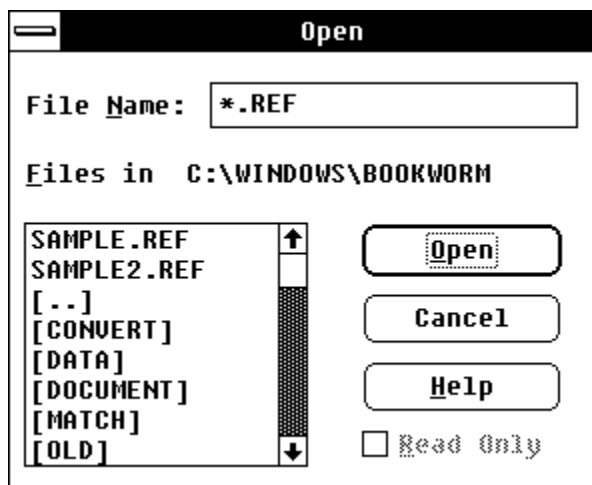 Open
File Name: *.REF
Files in C:\WINDOWS\BOOKWORM
SAMPLE.REF
SAMPLE2.REF
[..]
[CONVERT]
[DATA]
[DOCUMENT]
[MATCH]
[OLD]
Open
Cancel
Help
Read Only